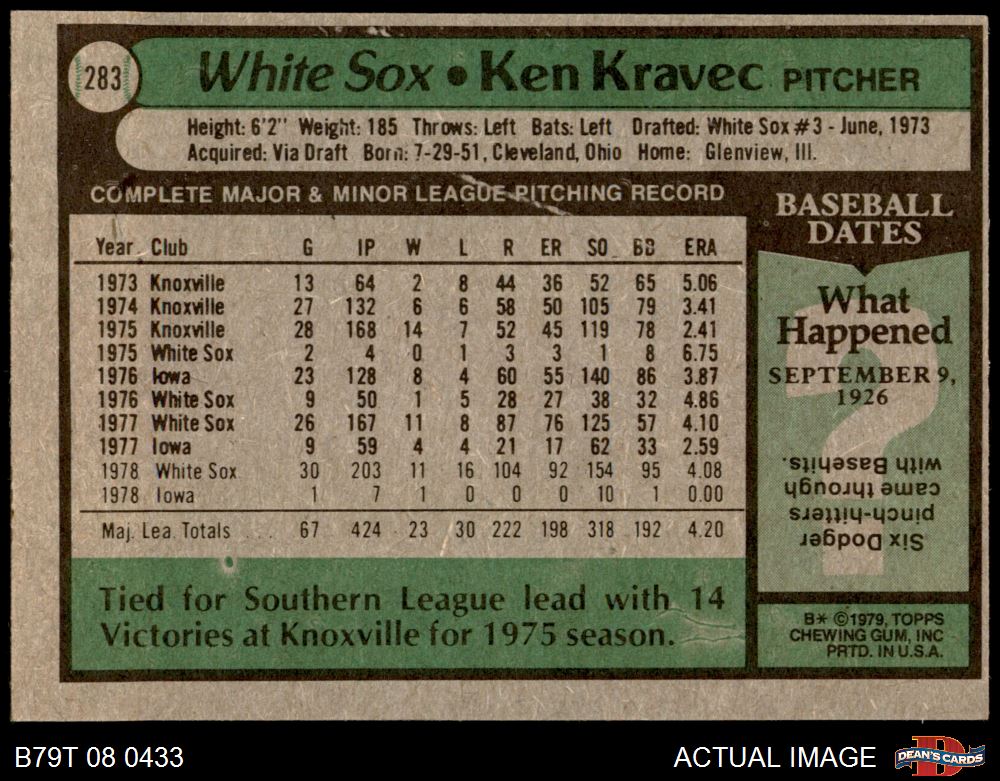 283
White Sox • Ken Kravec PITCHER
Height: 6'2" Weight: 185 Throws: Left Bats: Left Drafted: White Sox #3 - June, 1973
Acquired: Via Draft Born: 7-29-51, Cleveland, Ohio Home: Glenview, Ill.
COMPLETE MAJOR & MINOR LEAGUE PITCHING RECORD
Year Club G IP W L R ER SO BB ERA
1973 Knoxville 13 64 2 8 44 36 52 65 5.06
1974 Knoxville 27 132 6 6 58 50 105 79 3.41
1975 Knoxville 28 168 14 7 52 45 119 78 2.41
1975 White Sox 2 4 0 1 3 3 1 8 6.75
1976 Iowa 23 128 8 4 60 55 140 86 3.87
1976 White Sox 9 50 1 5 28 27 38 32 4.86
1977 White Sox 26 167 11 8 87 76 125 57 4.10
1977 Iowa 9 59 4 4 21 17 62 33 2.59
1978 White Sox 30 203 11 16 104 92 154 95 4.08
1978 Iowa 1 7 1 0 0 0 10 1 0.00
Maj. Lea. Totals 67 424 23 30 222 198 318 192 4.20
Tied for Southern League lead with 14
Victories at Knoxville for 1975 season.
BASEBALL
DATES
What
Happened
SEPTEMBER 9,
1926
?
Six Dodger
pinch-hitters
came through
with Basehits.
B* ©1979, TOPPS
CHEWING GUM, INC
PRTD. IN U.S.A.
B79T 08 0433
ACTUAL IMAGE
D
DEAN'S CARDS